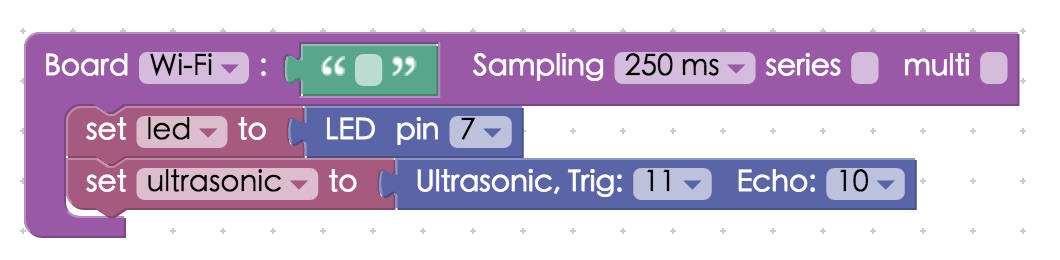 Board Wi-Fi : “ ” Sampling 250 ms series multi
set led to LED pin 7
set ultrasonic to Ultrasonic, Trig: 11 Echo: 10